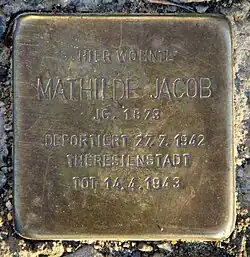 HIER WOHNTE
MATHILDE JACOB
JG. 1873
DEPORTIERT 27.7.1942
THERESIENSTADT
TOT 14.4.1943